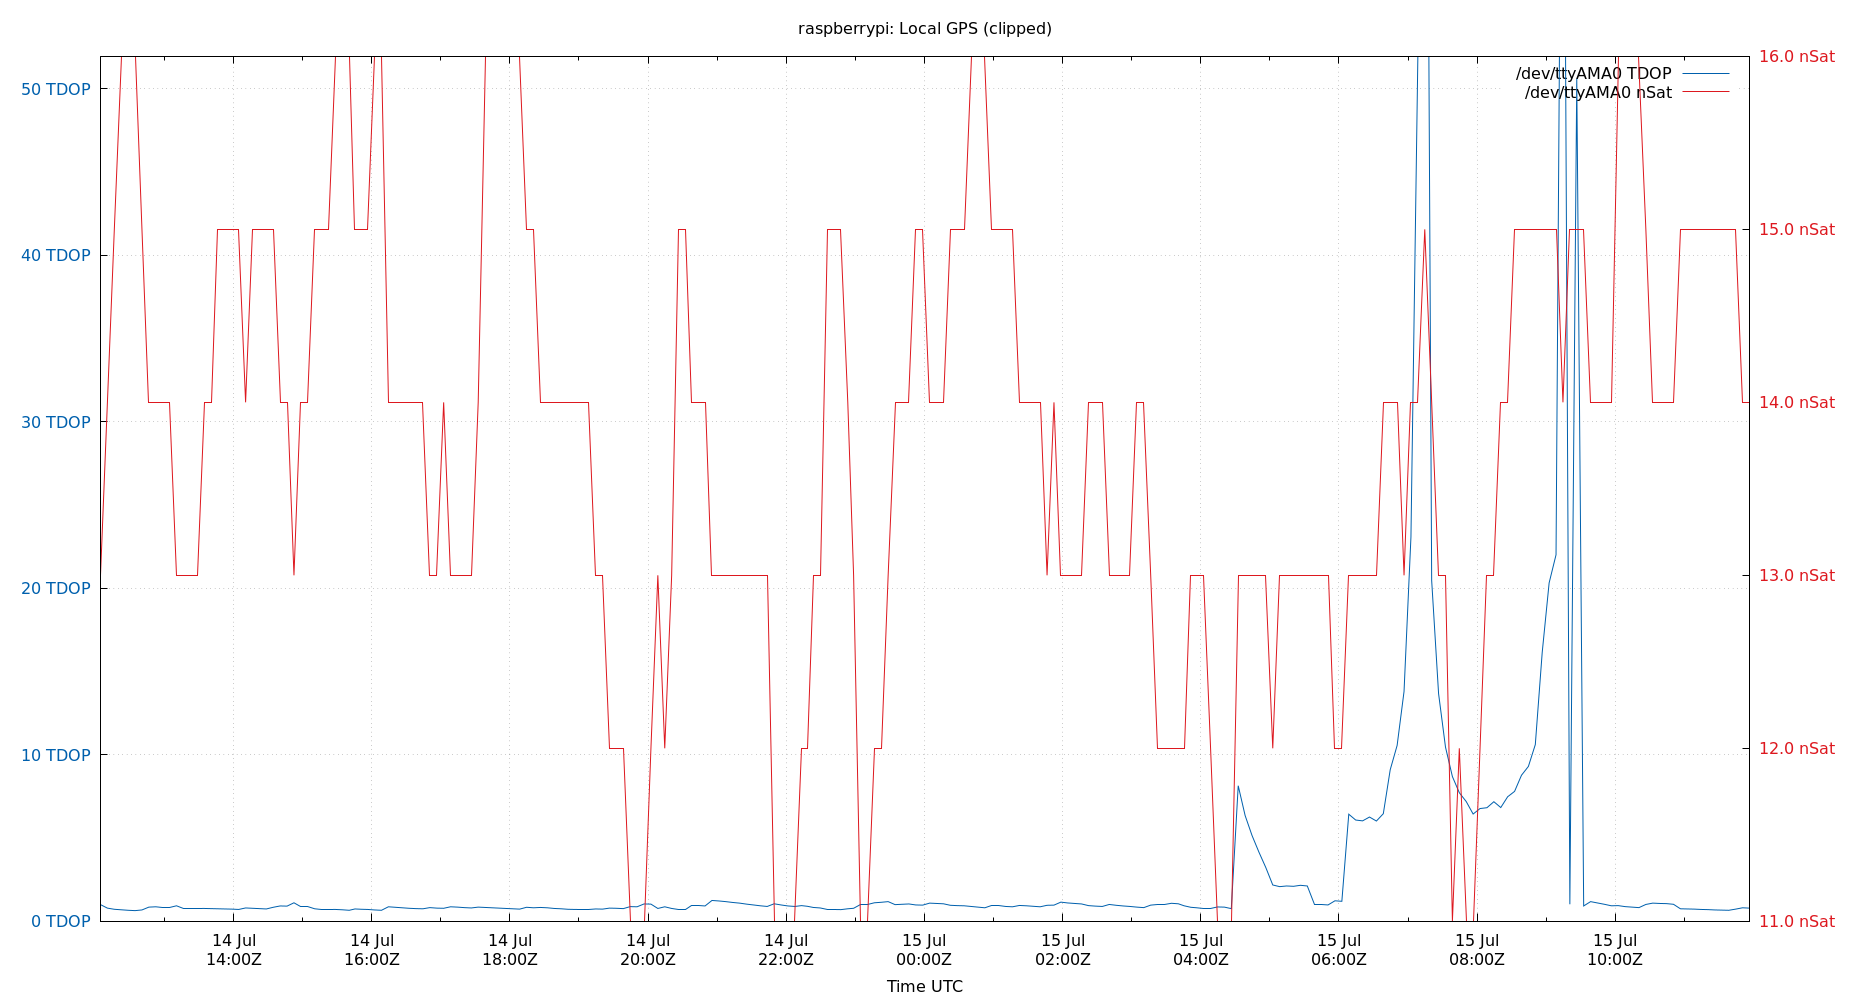 raspberrypi: Local GPS (clipped)
/dev/ttyAMA0 TDOP
/dev/ttyAMA0 nSat
50 TDOP
40 TDOP
30 TDOP
20 TDOP
10 TDOP
0 TDOP
16.0 nSat
15.0 nSat
14.0 nSat
13.0 nSat
12.0 nSat
11.0 nSat
14 Jul
14:00Z
14 Jul
16:00Z
14 Jul
18:00Z
14 Jul
20:00Z
14 Jul
22:00Z
15 Jul
00:00Z
15 Jul
02:00Z
15 Jul
04:00Z
15 Jul
06:00Z
15 Jul
08:00Z
15 Jul
10:00Z
Time UTC